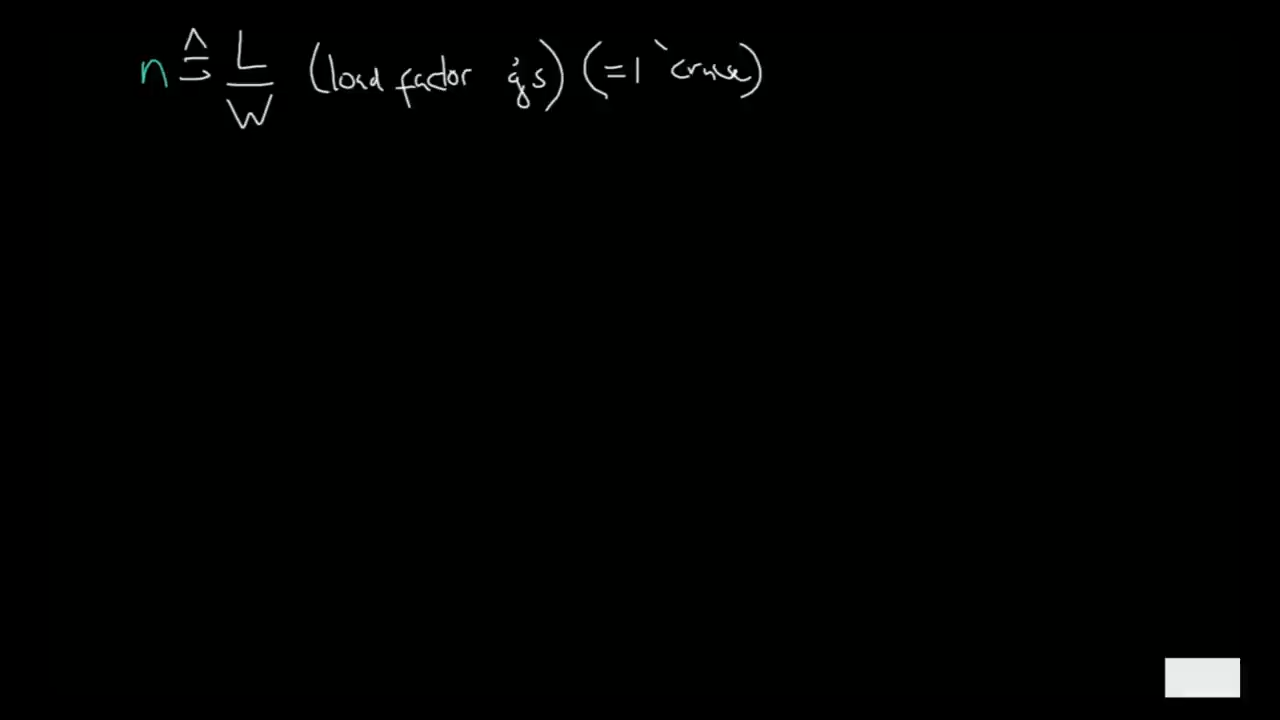 n ≙ L/W (load factor g's) (=1 cruise)